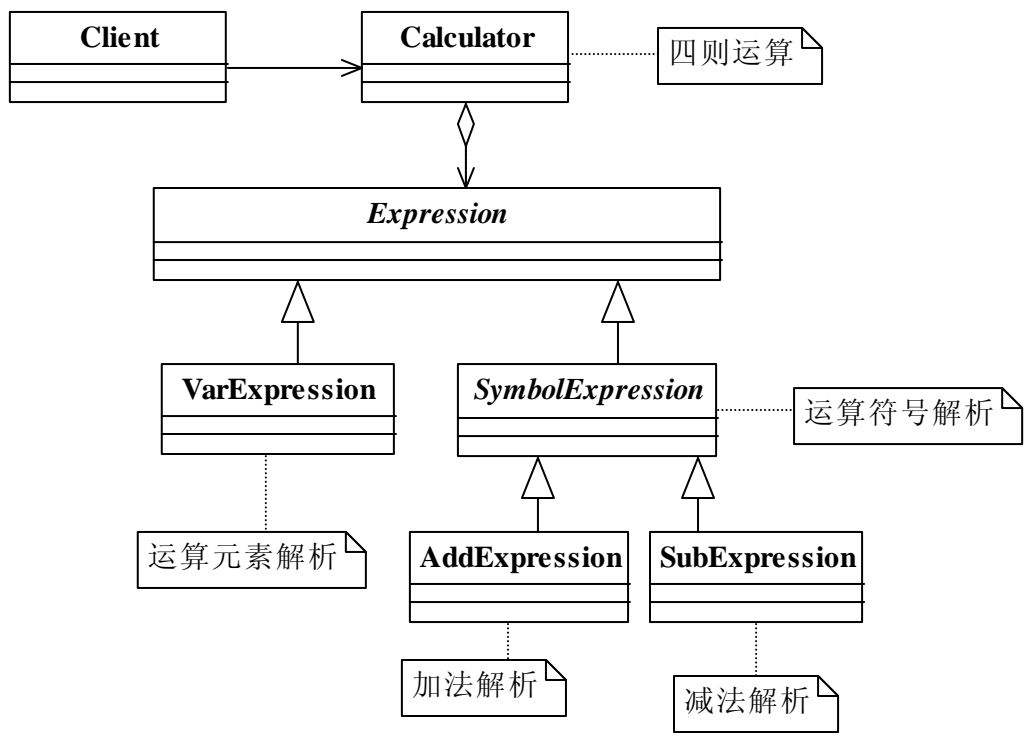 Client
Calculator
四则运算
Expression
VarExpression
SymbolExpression
运算符号解析
运算元素解析
AddExpression
SubExpression
加法解析
减法解析